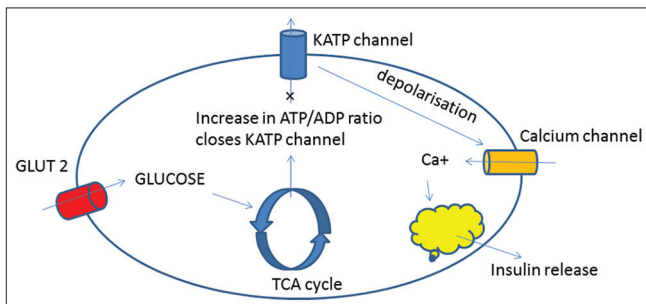 KATP channel
depolarisation
Increase in ATP/ADP ratio
closes KATP channel
Calcium channel
GLUT 2
GLUCOSE
Ca+
TCA cycle
Insulin release